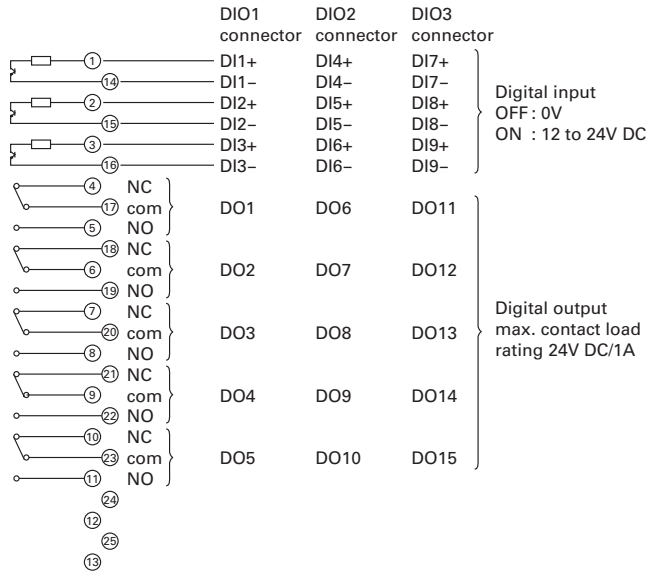 DIO1 DIO2 DIO3
connector connector connector
1 DI1+ DI4+ DI7+
14 DI1– DI4– DI7–
2 DI2+ DI5+ DI8+
15 DI2– DI5– DI8–
3 DI3+ DI6+ DI9+
16 DI3– DI6– DI9–
Digital input
OFF : 0V
ON : 12 to 24V DC
4 NC
17 com DO1 DO6 DO11
5 NO
18 NC
6 com DO2 DO7 DO12
19 NO
7 NC
20 com DO3 DO8 DO13
8 NO
21 NC
9 com DO4 DO9 DO14
22 NO
10 NC
23 com DO5 DO10 DO15
11 NO
Digital output
max. contact load
rating 24V DC/1A
24
12
25
13